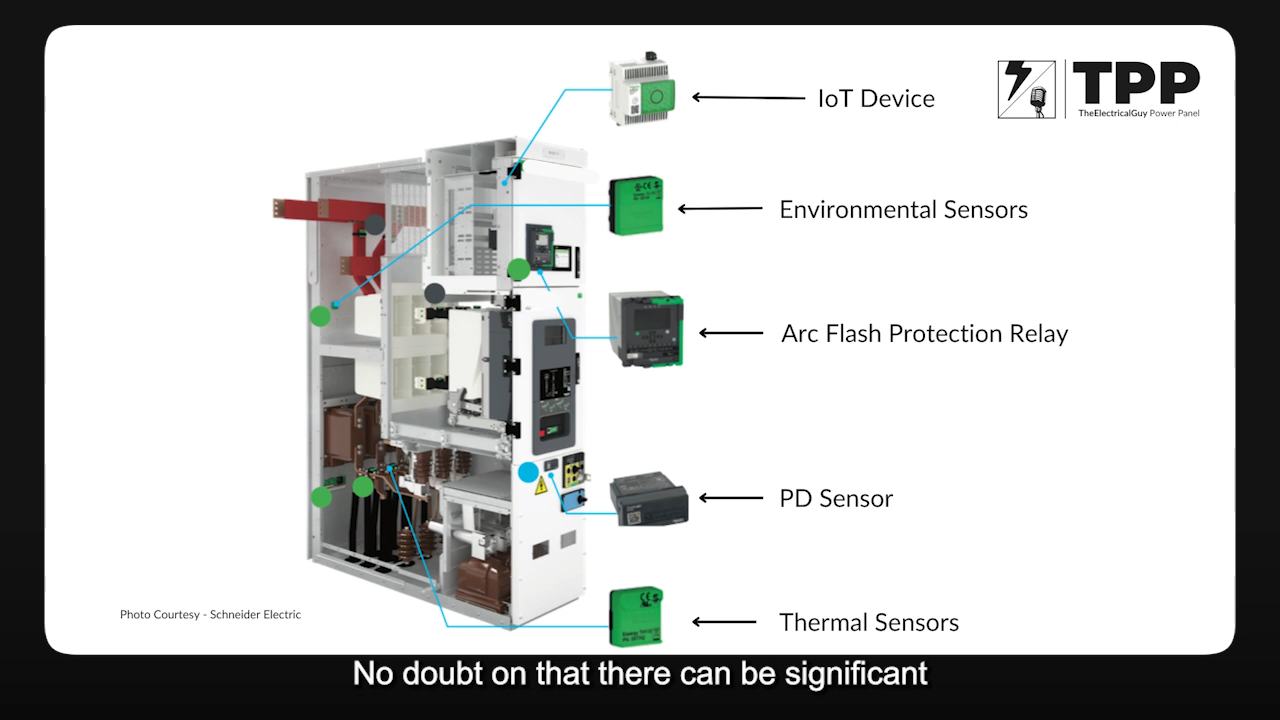 IoT Device
TPP
TheElectricalGuy Power Panel
Environmental Sensors
Arc Flash Protection Relay
PD Sensor
Photo Courtesy - Schneider Electric
Thermal Sensors
No doubt on that there can be significant